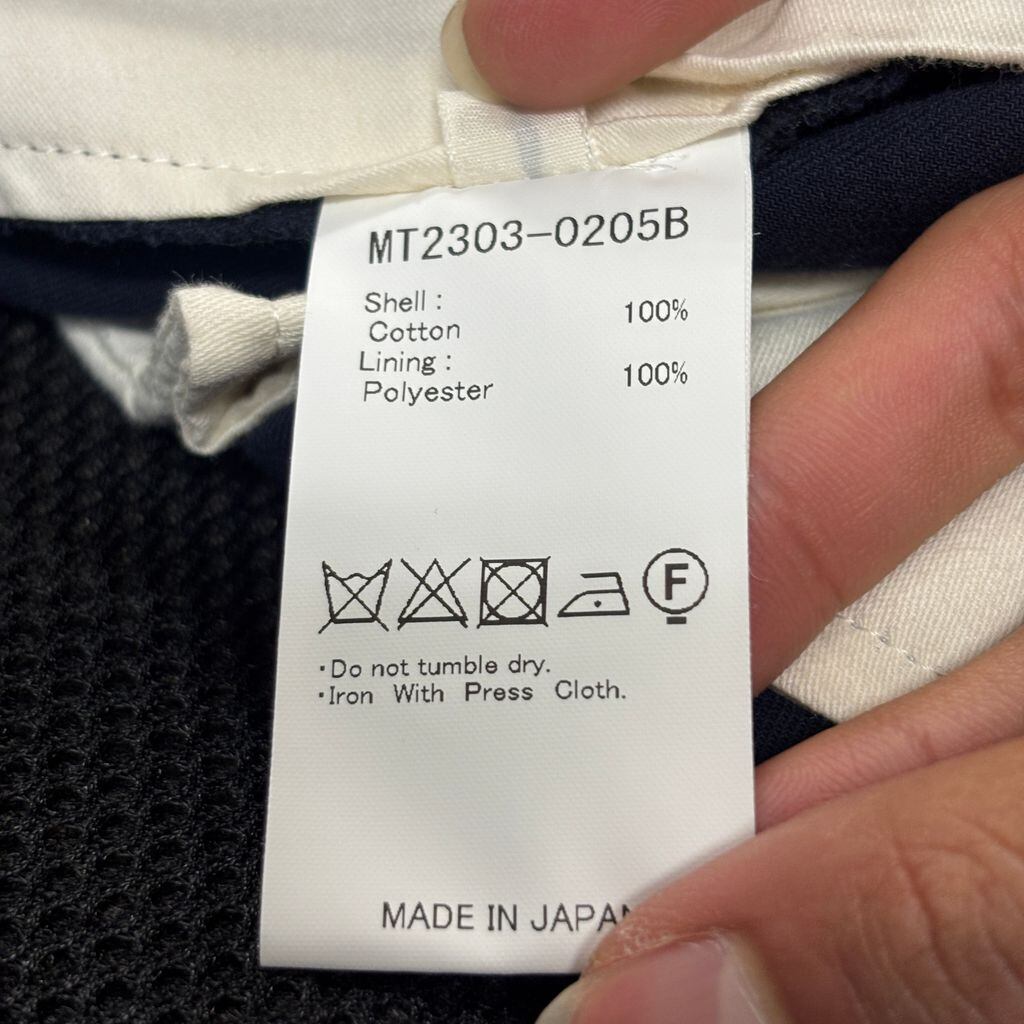 MT2303-0205B
Shell :
Cotton 100%
Lining :
Polyester 100%
F
・Do not tumble dry.
・Iron With Press Cloth.
MADE IN JAPAN